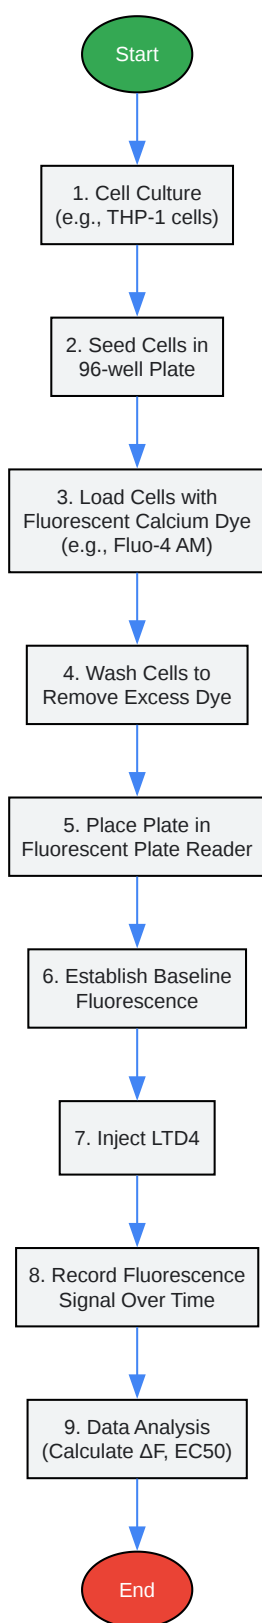 Start
1. Cell Culture
(e.g., THP-1 cells)
2. Seed Cells in
96-well Plate
3. Load Cells with
Fluorescent Calcium Dye
(e.g., Fluo-4 AM)
4. Wash Cells to
Remove Excess Dye
5. Place Plate in
Fluorescent Plate Reader
6. Establish Baseline
Fluorescence
7. Inject LTD4
8. Record Fluorescence
Signal Over Time
9. Data Analysis
(Calculate ΔF, EC50)
End